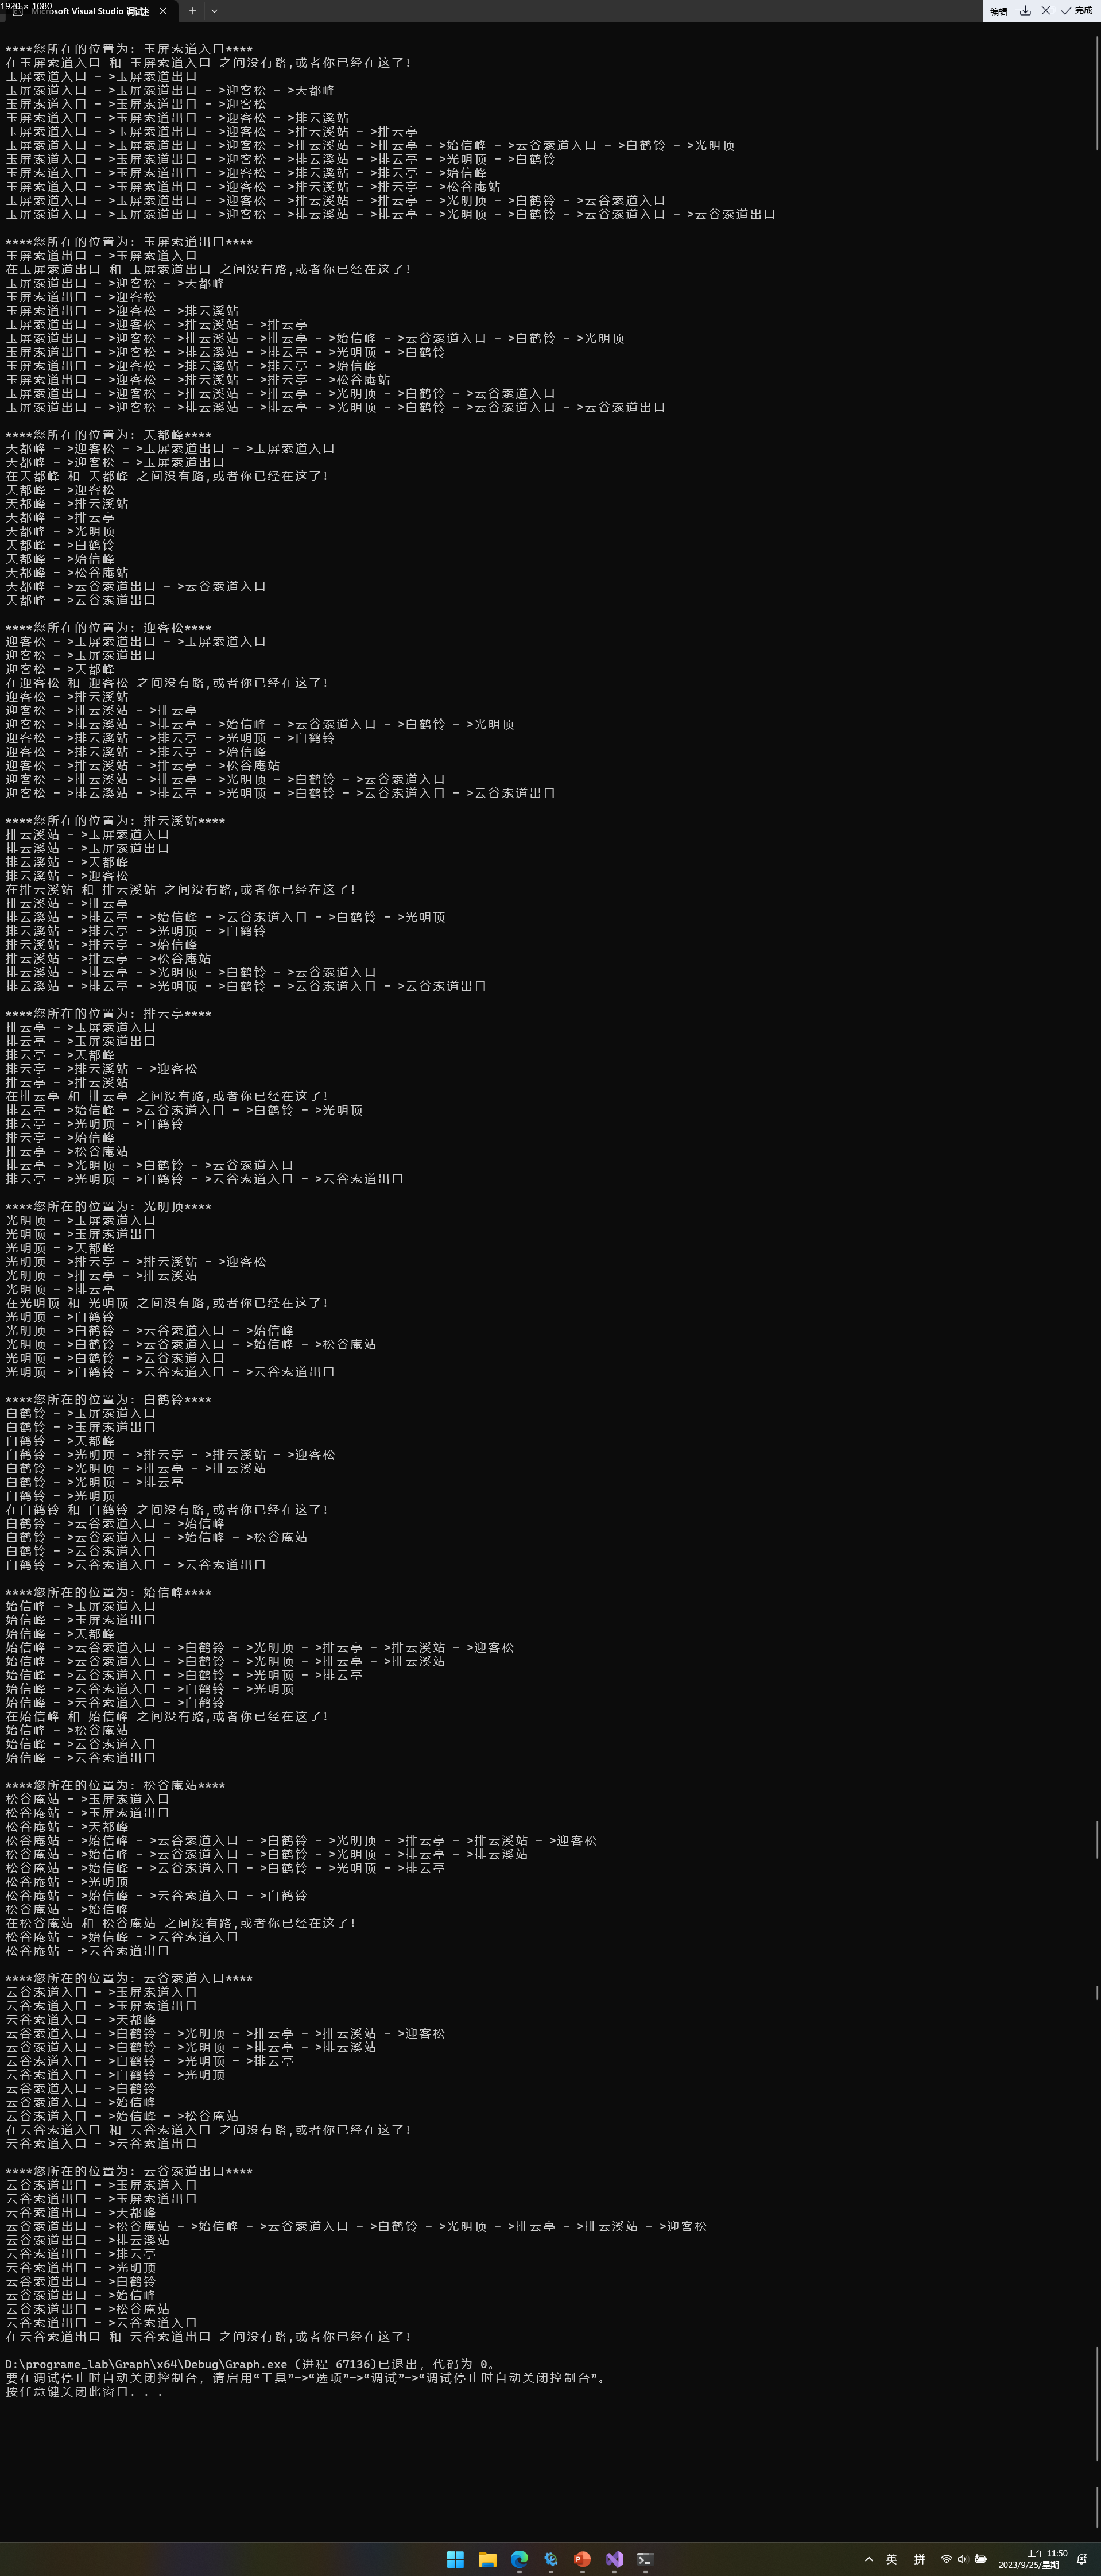 1920 × 1080
Microsoft Visual Studio 调试控
编辑
完成
****您所在的位置为: 玉屏索道入口****
在玉屏索道入口 和 玉屏索道入口 之间没有路,或者你已经在这了!
玉屏索道入口 - >玉屏索道出口
玉屏索道入口 - >玉屏索道出口 - >迎客松 - >天都峰
玉屏索道入口 - >玉屏索道出口 - >迎客松
玉屏索道入口 - >玉屏索道出口 - >迎客松 - >排云溪站
玉屏索道入口 - >玉屏索道出口 - >迎客松 - >排云溪站 - >排云亭
玉屏索道入口 - >玉屏索道出口 - >迎客松 - >排云溪站 - >排云亭 - >始信峰 - >云谷索道入口 - >白鹤铃 - >光明顶
玉屏索道入口 - >玉屏索道出口 - >迎客松 - >排云溪站 - >排云亭 - >光明顶 - >白鹤铃
玉屏索道入口 - >玉屏索道出口 - >迎客松 - >排云溪站 - >排云亭 - >始信峰
玉屏索道入口 - >玉屏索道出口 - >迎客松 - >排云溪站 - >排云亭 - >松谷庵站
玉屏索道入口 - >玉屏索道出口 - >迎客松 - >排云溪站 - >排云亭 - >光明顶 - >白鹤铃 - >云谷索道入口
玉屏索道入口 - >玉屏索道出口 - >迎客松 - >排云溪站 - >排云亭 - >光明顶 - >白鹤铃 - >云谷索道入口 - >云谷索道出口
****您所在的位置为: 玉屏索道出口****
玉屏索道出口 - >玉屏索道入口
在玉屏索道出口 和 玉屏索道出口 之间没有路,或者你已经在这了!
玉屏索道出口 - >迎客松 - >天都峰
玉屏索道出口 - >迎客松
玉屏索道出口 - >迎客松 - >排云溪站
玉屏索道出口 - >迎客松 - >排云溪站 - >排云亭
玉屏索道出口 - >迎客松 - >排云溪站 - >排云亭 - >始信峰 - >云谷索道入口 - >白鹤铃 - >光明顶
玉屏索道出口 - >迎客松 - >排云溪站 - >排云亭 - >光明顶 - >白鹤铃
玉屏索道出口 - >迎客松 - >排云溪站 - >排云亭 - >始信峰
玉屏索道出口 - >迎客松 - >排云溪站 - >排云亭 - >松谷庵站
玉屏索道出口 - >迎客松 - >排云溪站 - >排云亭 - >光明顶 - >白鹤铃 - >云谷索道入口
玉屏索道出口 - >迎客松 - >排云溪站 - >排云亭 - >光明顶 - >白鹤铃 - >云谷索道入口 - >云谷索道出口
****您所在的位置为: 天都峰****
天都峰 - >迎客松 - >玉屏索道出口 - >玉屏索道入口
天都峰 - >迎客松 - >玉屏索道出口
在天都峰 和 天都峰 之间没有路,或者你已经在这了!
天都峰 - >迎客松
天都峰 - >排云溪站
天都峰 - >排云亭
天都峰 - >光明顶
天都峰 - >白鹤铃
天都峰 - >始信峰
天都峰 - >松谷庵站
天都峰 - >云谷索道出口 - >云谷索道入口
天都峰 - >云谷索道出口
****您所在的位置为: 迎客松****
迎客松 - >玉屏索道出口 - >玉屏索道入口
迎客松 - >玉屏索道出口
迎客松 - >天都峰
在迎客松 和 迎客松 之间没有路,或者你已经在这了!
迎客松 - >排云溪站
迎客松 - >排云溪站 - >排云亭
迎客松 - >排云溪站 - >排云亭 - >始信峰 - >云谷索道入口 - >白鹤铃 - >光明顶
迎客松 - >排云溪站 - >排云亭 - >光明顶 - >白鹤铃
迎客松 - >排云溪站 - >排云亭 - >始信峰
迎客松 - >排云溪站 - >排云亭 - >松谷庵站
迎客松 - >排云溪站 - >排云亭 - >光明顶 - >白鹤铃 - >云谷索道入口
迎客松 - >排云溪站 - >排云亭 - >光明顶 - >白鹤铃 - >云谷索道入口 - >云谷索道出口
****您所在的位置为: 排云溪站****
排云溪站 - >玉屏索道入口
排云溪站 - >玉屏索道出口
排云溪站 - >天都峰
排云溪站 - >迎客松
在排云溪站 和 排云溪站 之间没有路,或者你已经在这了!
排云溪站 - >排云亭
排云溪站 - >排云亭 - >始信峰 - >云谷索道入口 - >白鹤铃 - >光明顶
排云溪站 - >排云亭 - >光明顶 - >白鹤铃
排云溪站 - >排云亭 - >始信峰
排云溪站 - >排云亭 - >松谷庵站
排云溪站 - >排云亭 - >光明顶 - >白鹤铃 - >云谷索道入口
排云溪站 - >排云亭 - >光明顶 - >白鹤铃 - >云谷索道入口 - >云谷索道出口
****您所在的位置为: 排云亭****
排云亭 - >玉屏索道入口
排云亭 - >玉屏索道出口
排云亭 - >天都峰
排云亭 - >排云溪站 - >迎客松
排云亭 - >排云溪站
在排云亭 和 排云亭 之间没有路,或者你已经在这了!
排云亭 - >始信峰 - >云谷索道入口 - >白鹤铃 - >光明顶
排云亭 - >光明顶 - >白鹤铃
排云亭 - >始信峰
排云亭 - >松谷庵站
排云亭 - >光明顶 - >白鹤铃 - >云谷索道入口
排云亭 - >光明顶 - >白鹤铃 - >云谷索道入口 - >云谷索道出口
****您所在的位置为: 光明顶****
光明顶 - >玉屏索道入口
光明顶 - >玉屏索道出口
光明顶 - >天都峰
光明顶 - >排云亭 - >排云溪站 - >迎客松
光明顶 - >排云亭 - >排云溪站
光明顶 - >排云亭
在光明顶 和 光明顶 之间没有路,或者你已经在这了!
光明顶 - >白鹤铃
光明顶 - >白鹤铃 - >云谷索道入口 - >始信峰
光明顶 - >白鹤铃 - >云谷索道入口 - >始信峰 - >松谷庵站
光明顶 - >白鹤铃 - >云谷索道入口
光明顶 - >白鹤铃 - >云谷索道入口 - >云谷索道出口
****您所在的位置为: 白鹤铃****
白鹤铃 - >玉屏索道入口
白鹤铃 - >玉屏索道出口
白鹤铃 - >天都峰
白鹤铃 - >光明顶 - >排云亭 - >排云溪站 - >迎客松
白鹤铃 - >光明顶 - >排云亭 - >排云溪站
白鹤铃 - >光明顶 - >排云亭
白鹤铃 - >光明顶
在白鹤铃 和 白鹤铃 之间没有路,或者你已经在这了!
白鹤铃 - >云谷索道入口 - >始信峰
白鹤铃 - >云谷索道入口 - >始信峰 - >松谷庵站
白鹤铃 - >云谷索道入口
白鹤铃 - >云谷索道入口 - >云谷索道出口
****您所在的位置为: 始信峰****
始信峰 - >玉屏索道入口
始信峰 - >玉屏索道出口
始信峰 - >天都峰
始信峰 - >云谷索道入口 - >白鹤铃 - >光明顶 - >排云亭 - >排云溪站 - >迎客松
始信峰 - >云谷索道入口 - >白鹤铃 - >光明顶 - >排云亭 - >排云溪站
始信峰 - >云谷索道入口 - >白鹤铃 - >光明顶 - >排云亭
始信峰 - >云谷索道入口 - >白鹤铃 - >光明顶
始信峰 - >云谷索道入口 - >白鹤铃
在始信峰 和 始信峰 之间没有路,或者你已经在这了!
始信峰 - >松谷庵站
始信峰 - >云谷索道入口
始信峰 - >云谷索道出口
****您所在的位置为: 松谷庵站****
松谷庵站 - >玉屏索道入口
松谷庵站 - >玉屏索道出口
松谷庵站 - >天都峰
松谷庵站 - >始信峰 - >云谷索道入口 - >白鹤铃 - >光明顶 - >排云亭 - >排云溪站 - >迎客松
松谷庵站 - >始信峰 - >云谷索道入口 - >白鹤铃 - >光明顶 - >排云亭 - >排云溪站
松谷庵站 - >始信峰 - >云谷索道入口 - >白鹤铃 - >光明顶 - >排云亭
松谷庵站 - >光明顶
松谷庵站 - >始信峰 - >云谷索道入口 - >白鹤铃
松谷庵站 - >始信峰
在松谷庵站 和 松谷庵站 之间没有路,或者你已经在这了!
松谷庵站 - >始信峰 - >云谷索道入口
松谷庵站 - >云谷索道出口
****您所在的位置为: 云谷索道入口****
云谷索道入口 - >玉屏索道入口
云谷索道入口 - >玉屏索道出口
云谷索道入口 - >天都峰
云谷索道入口 - >白鹤铃 - >光明顶 - >排云亭 - >排云溪站 - >迎客松
云谷索道入口 - >白鹤铃 - >光明顶 - >排云亭 - >排云溪站
云谷索道入口 - >白鹤铃 - >光明顶 - >排云亭
云谷索道入口 - >白鹤铃 - >光明顶
云谷索道入口 - >白鹤铃
云谷索道入口 - >始信峰
云谷索道入口 - >始信峰 - >松谷庵站
在云谷索道入口 和 云谷索道入口 之间没有路,或者你已经在这了!
云谷索道入口 - >云谷索道出口
****您所在的位置为: 云谷索道出口****
云谷索道出口 - >玉屏索道入口
云谷索道出口 - >玉屏索道出口
云谷索道出口 - >天都峰
云谷索道出口 - >松谷庵站 - >始信峰 - >云谷索道入口 - >白鹤铃 - >光明顶 - >排云亭 - >排云溪站 - >迎客松
云谷索道出口 - >排云溪站
云谷索道出口 - >排云亭
云谷索道出口 - >光明顶
云谷索道出口 - >白鹤铃
云谷索道出口 - >始信峰
云谷索道出口 - >松谷庵站
云谷索道出口 - >云谷索道入口
在云谷索道出口 和 云谷索道出口 之间没有路,或者你已经在这了!
D:\programe_lab\Graph\x64\Debug\Graph.exe (进程 67136)已退出，代码为 0。
要在调试停止时自动关闭控制台，请启用“工具”->“选项”->“调试”->“调试停止时自动关闭控制台”。
按任意键关闭此窗口. . .
英
拼
上午 11:50
2023/9/25/星期一